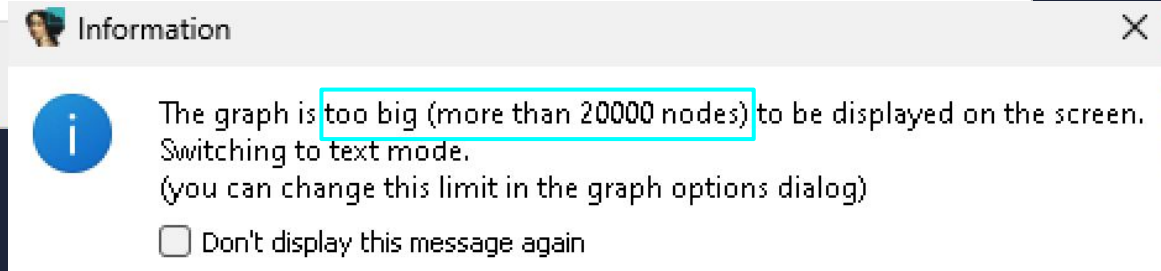 Information
The graph is too big (more than 20000 nodes) to be displayed on the screen.
Switching to text mode.
(you can change this limit in the graph options dialog)
Don't display this message again